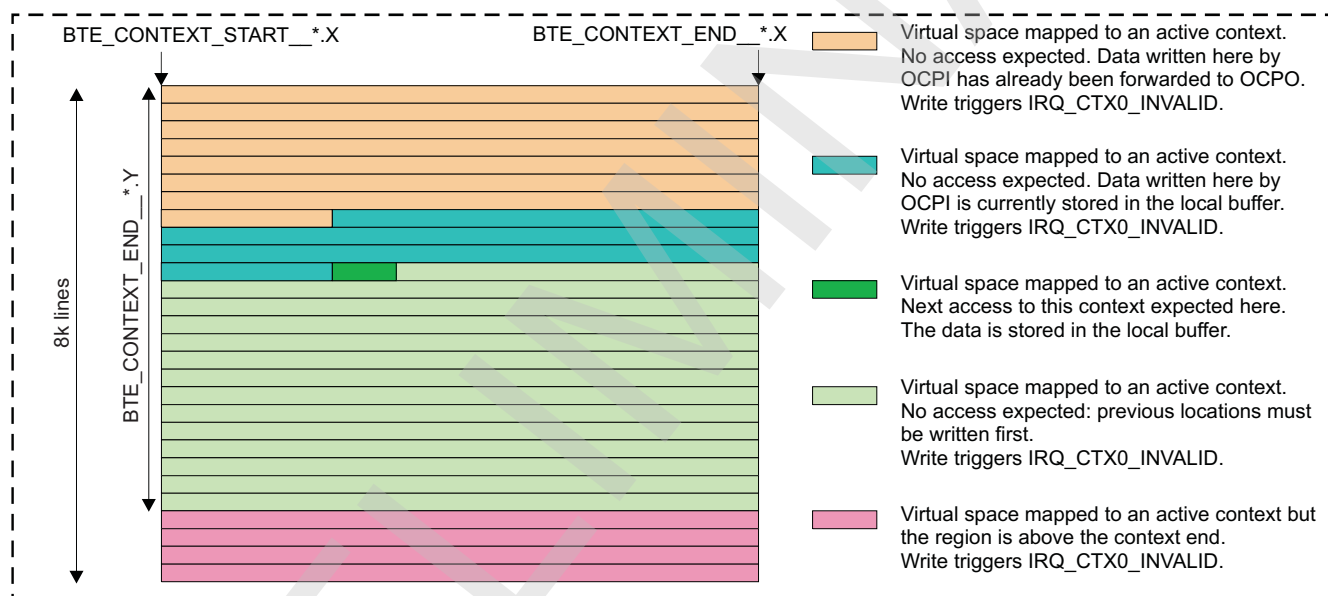 BTE_CONTEXT_START__*.X
BTE_CONTEXT_END__*.X
8k lines
BTE_CONTEXT_END__*.Y
Virtual space mapped to an active context.
No access expected. Data written here by
OCPI has already been forwarded to OCPO.
Write triggers IRQ_CTX0_INVALID.
Virtual space mapped to an active context.
No access expected. Data written here by
OCPI is currently stored in the local buffer.
Write triggers IRQ_CTX0_INVALID.
Virtual space mapped to an active context.
Next access to this context expected here.
The data is stored in the local buffer.
Virtual space mapped to an active context.
No access expected: previous locations must
be written first.
Write triggers IRQ_CTX0_INVALID.
Virtual space mapped to an active context but
the region is above the context end.
Write triggers IRQ_CTX0_INVALID.